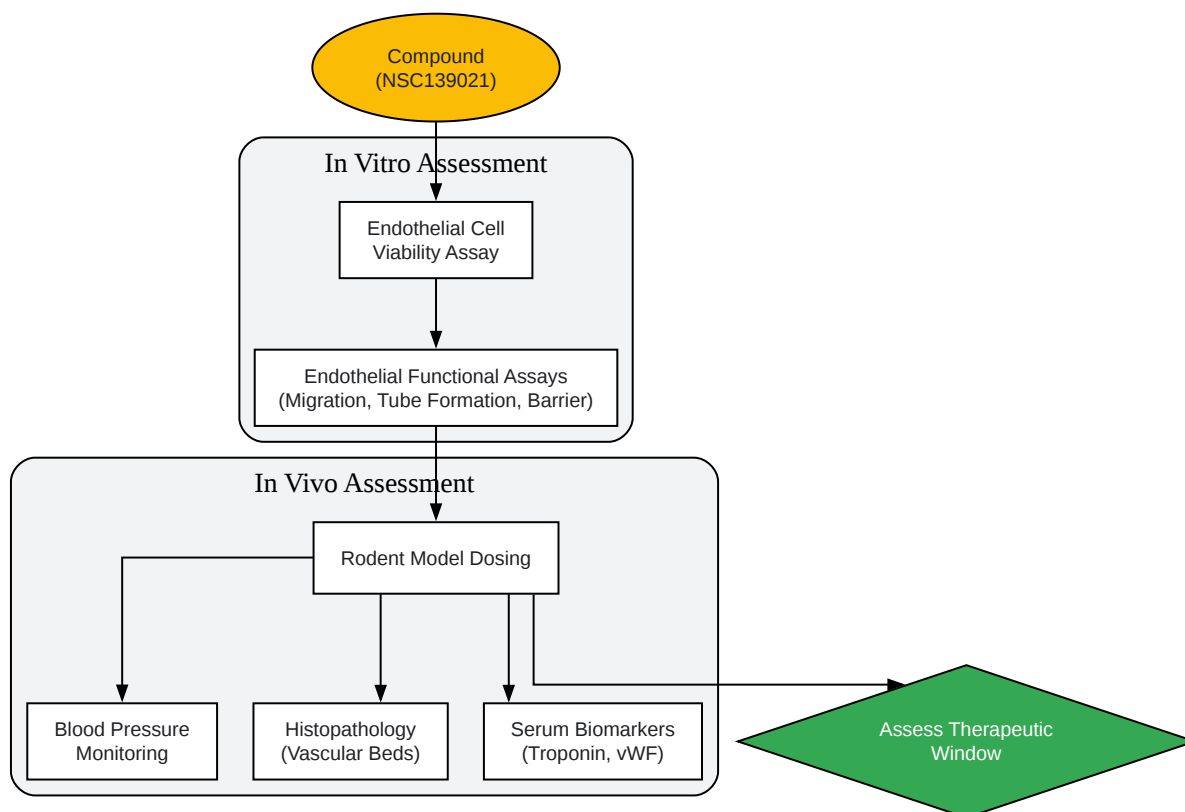 Compound
(NSC139021)
In Vitro Assessment
Endothelial Cell
Viability Assay
Endothelial Functional Assays
(Migration, Tube Formation, Barrier)
In Vivo Assessment
Rodent Model Dosing
Blood Pressure
Monitoring
Histopathology
(Vascular Beds)
Serum Biomarkers
(Troponin, vWF)
Assess Therapeutic
Window